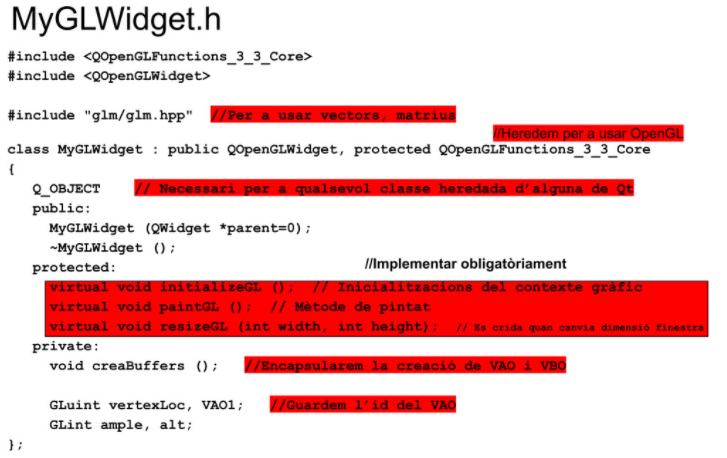 MyGLWidget.h
#include <QOpenGLFunctions_3_3_Core>
#include <QOpenGLWidget>
#include "glm/glm.hpp" //Per a usar vectors, matrius
//Heredem per a usar OpenGL
class MyGLWidget : public QOpenGLWidget, protected QOpenGLFunctions_3_3_Core
{
Q_OBJECT // Necessari per a qualsevol classe heredada d'alguna de Qt
public:
MyGLWidget (QWidget *parent=0);
~MyGLWidget ();
protected: //Implementar obligatòriament
virtual void initializeGL (); // Inicialitzacions del contexte gràfic
virtual void paintGL (); // Mètode de pintat
virtual void resizeGL (int width, int height); // Es crida quan canvia dimensió finestra
private:
void creaBuffers (); //Encapsularem la creació de VAO i VBO
GLuint vertexLoc, VAO1; //Guardem l'id del VAO
GLint ample, alt;
};